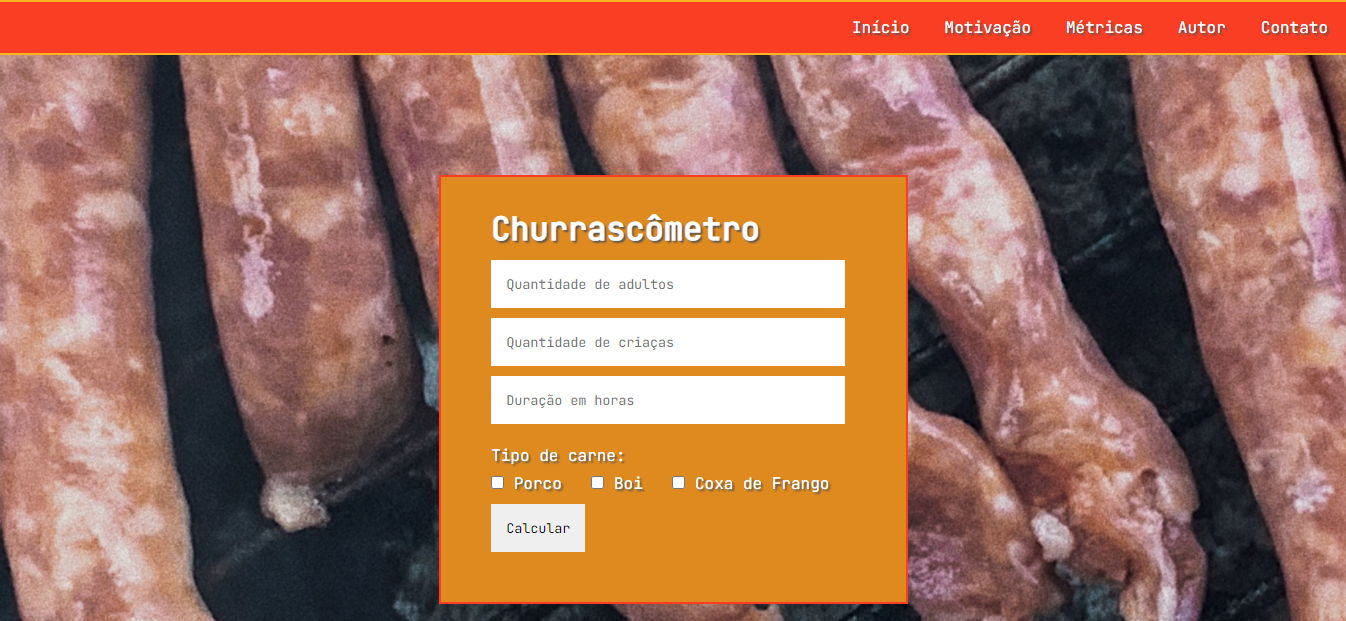 Início Motivação Métricas Autor Contato
Churrascômetro
Quantidade de adultos
Quantidade de criaças
Duração em horas
Tipo de carne:
Porco Boi Coxa de Frango
Calcular